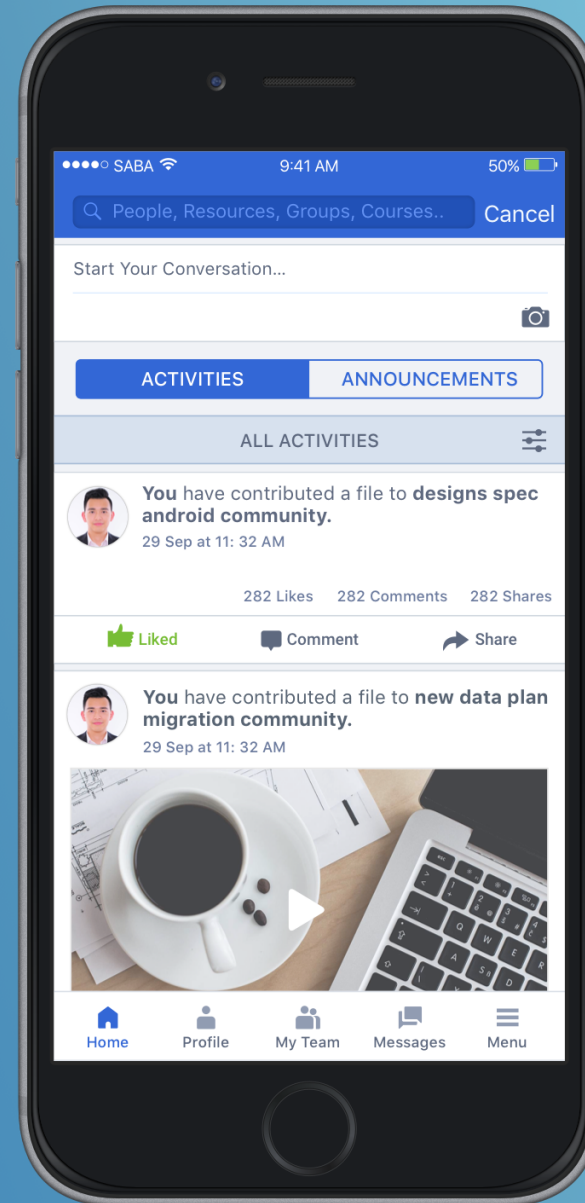 SABA 9:41 AM 50%
People, Resources, Groups, Courses.. Cancel
Start Your Conversation...
ACTIVITIES ANNOUNCEMENTS
ALL ACTIVITIES
You have contributed a file to designs spec
android community.
29 Sep at 11: 32 AM
282 Likes 282 Comments 282 Shares
Liked Comment Share
You have contributed a file to new data plan
migration community.
29 Sep at 11: 32 AM
Home Profile My Team Messages Menu